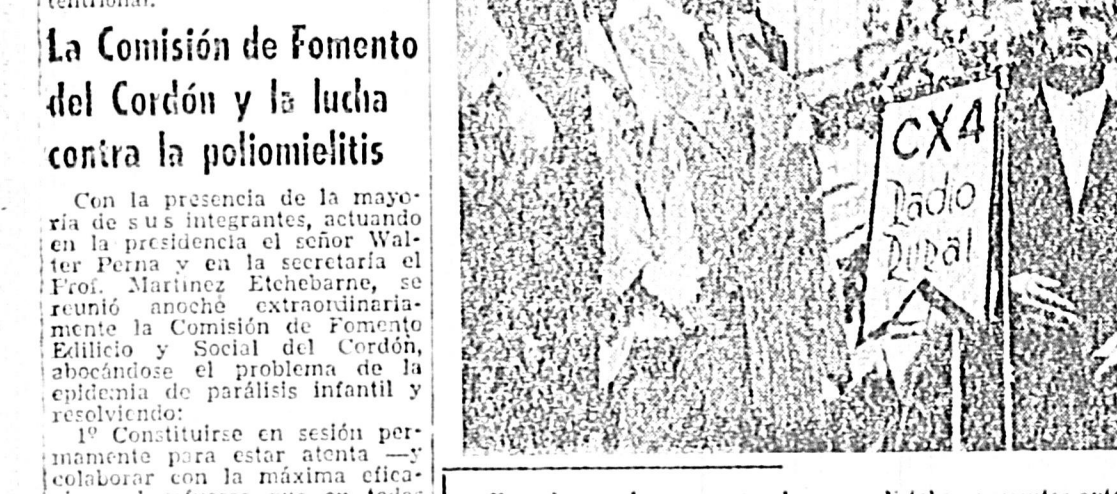 La Comisión de Fomento
del Cordón y la lucha
contra la poliomielitis
Con la presencia de la mayo-
ría de sus integrantes, actuando
en la presidencia el señor Wal-
ter Perna y en la secretaría el
Prof. Martínez Etchebarne, se
reunió anoche extraordinaria-
mente la Comisión de Fomento
Edilicio y Social del Cordón,
abocándose el problema de la
epidemia de parálisis infantil y
resolviendo:
1º Constituirse en sesión per-
mamente para estar atenta —y
colaborar con la máxima efica-
CX4
Radio
Rural